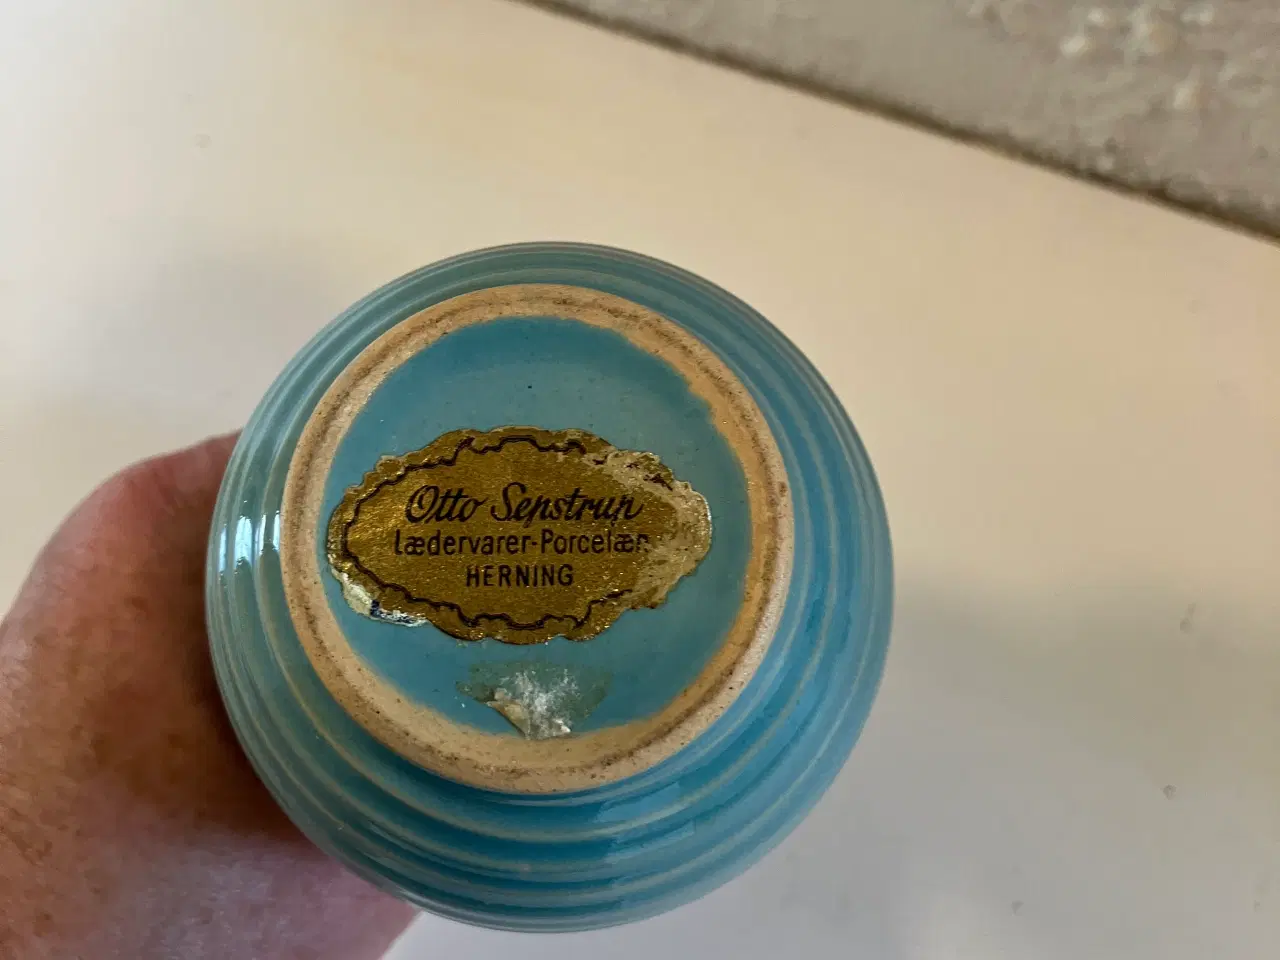 Otto Sepstrup
Lædervarer-Porcelæn
HERNING